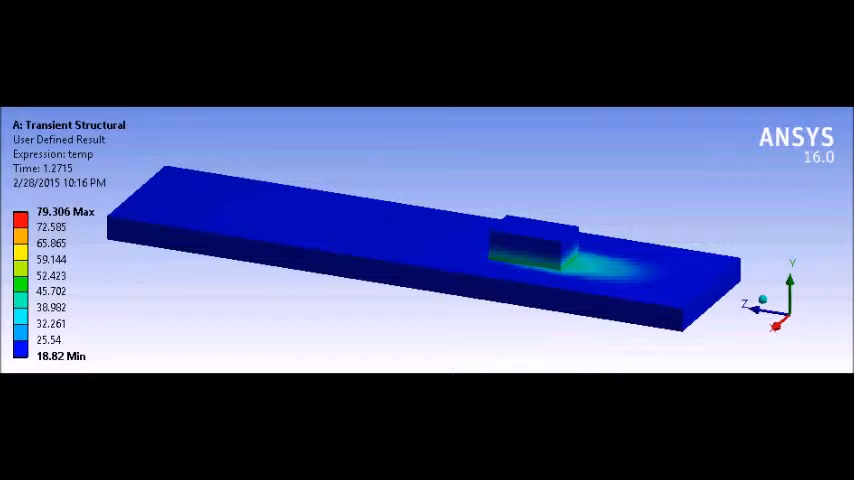 A: Transient Structural
User Defined Result
Expression: temp
Time: 1.2715
2/28/2015 10:16 PM
ANSYS
16.0
79.306 Max
72.585
65.865
59.144
52.423
45.702
38.982
32.261
25.54
18.82 Min
Y
Z
X